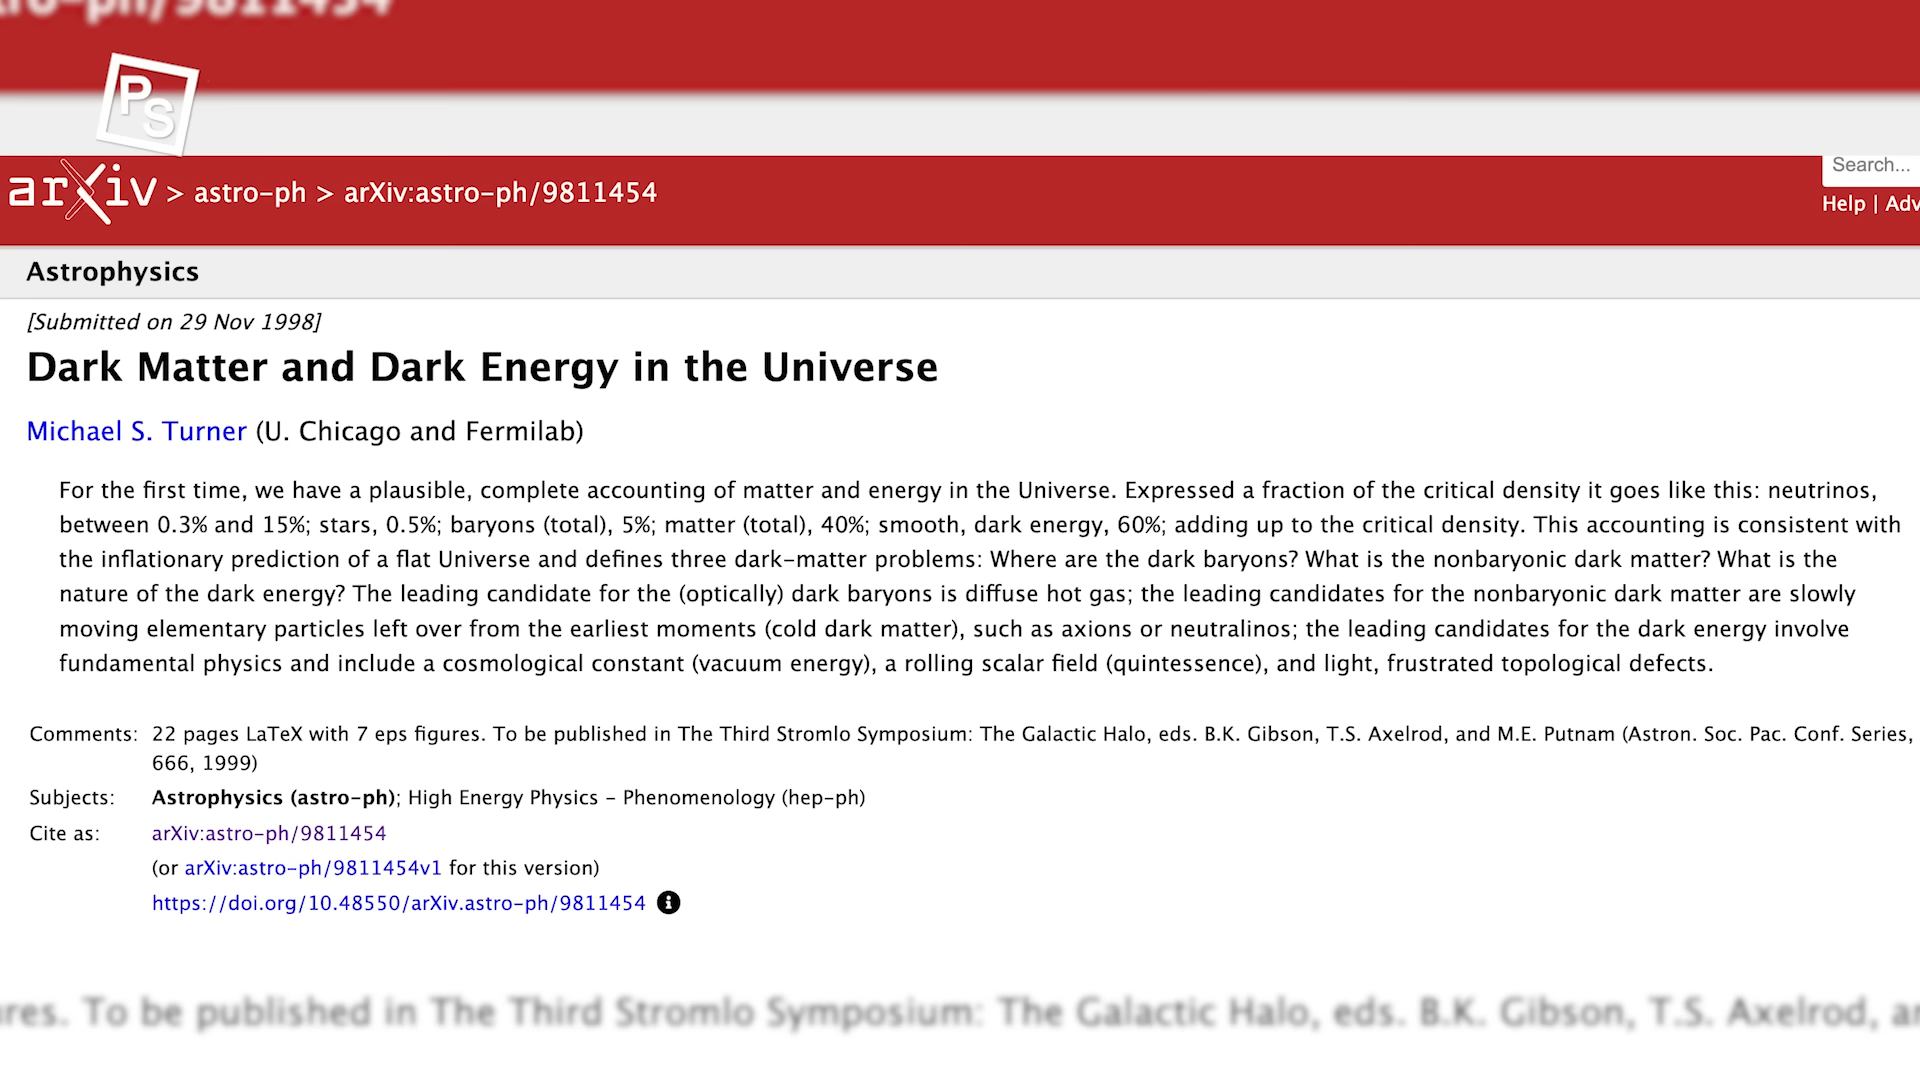 astro-ph/9811454
PS
arXiv > astro-ph > arXiv:astro-ph/9811454
Search...
Help | Adv
Astrophysics
[Submitted on 29 Nov 1998]
Dark Matter and Dark Energy in the Universe
Michael S. Turner (U. Chicago and Fermilab)
For the first time, we have a plausible, complete accounting of matter and energy in the Universe. Expressed a fraction of the critical density it goes like this: neutrinos,
between 0.3% and 15%; stars, 0.5%; baryons (total), 5%; matter (total), 40%; smooth, dark energy, 60%; adding up to the critical density. This accounting is consistent with
the inflationary prediction of a flat Universe and defines three dark-matter problems: Where are the dark baryons? What is the nonbaryonic dark matter? What is the
nature of the dark energy? The leading candidate for the (optically) dark baryons is diffuse hot gas; the leading candidates for the nonbaryonic dark matter are slowly
moving elementary particles left over from the earliest moments (cold dark matter), such as axions or neutralinos; the leading candidates for the dark energy involve
fundamental physics and include a cosmological constant (vacuum energy), a rolling scalar field (quintessence), and light, frustrated topological defects.
Comments: 22 pages LaTeX with 7 eps figures. To be published in The Third Stromlo Symposium: The Galactic Halo, eds. B.K. Gibson, T.S. Axelrod, and M.E. Putnam (Astron. Soc. Pac. Conf. Series,
666, 1999)
Subjects: Astrophysics (astro-ph); High Energy Physics - Phenomenology (hep-ph)
Cite as: arXiv:astro-ph/9811454
(or arXiv:astro-ph/9811454v1 for this version)
https://doi.org/10.48550/arXiv.astro-ph/9811454
res. To be published in The Third Stromlo Symposium: The Galactic Halo, eds. B.K. Gibson, T.S. Axelrod, a